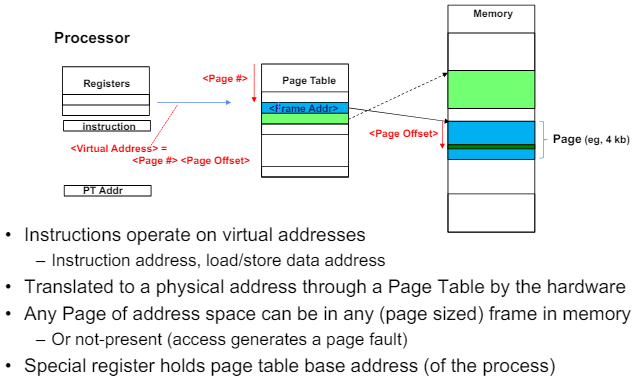 Memory
Processor
Registers
<Page #>
Page Table
instruction
<Frame Addr>
<Virtual Address> =
<Page #> <Page Offset>
<Page Offset>
Page (eg, 4 kb)
PT Addr
• Instructions operate on virtual addresses
– Instruction address, load/store data address
• Translated to a physical address through a Page Table by the hardware
• Any Page of address space can be in any (page sized) frame in memory
– Or not-present (access generates a page fault)
• Special register holds page table base address (of the process)